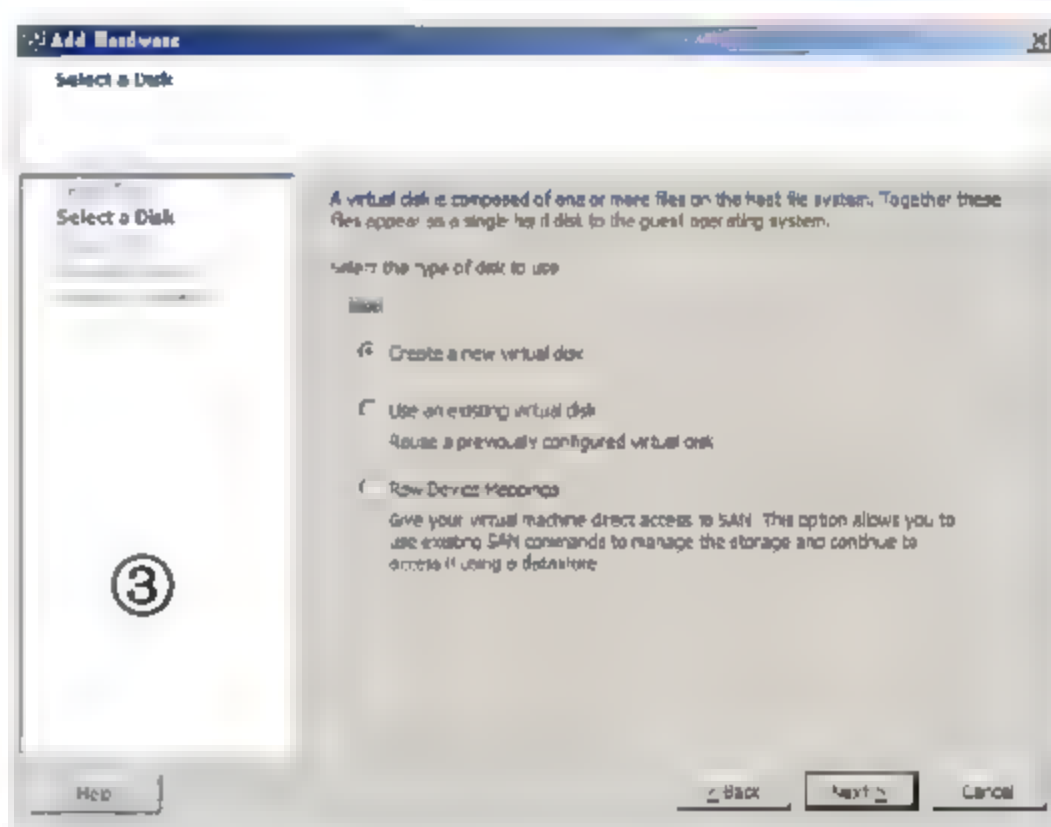 Add Hardware
Select a Disk
Select a Disk
A virtual disk is composed of one or more files on the host file system. Together these
files appear as a single hard disk to the guest operating system.
Select the type of disk to use
Create a new virtual disk
Use an existing virtual disk
Reuse a previously configured virtual disk
Raw Device Mappings
Give your virtual machine direct access to SAN. This option allows you to
use existing SAN commands to manage the storage and continue to
access it using a datastore
③
Help
< Back
Next >
Cancel